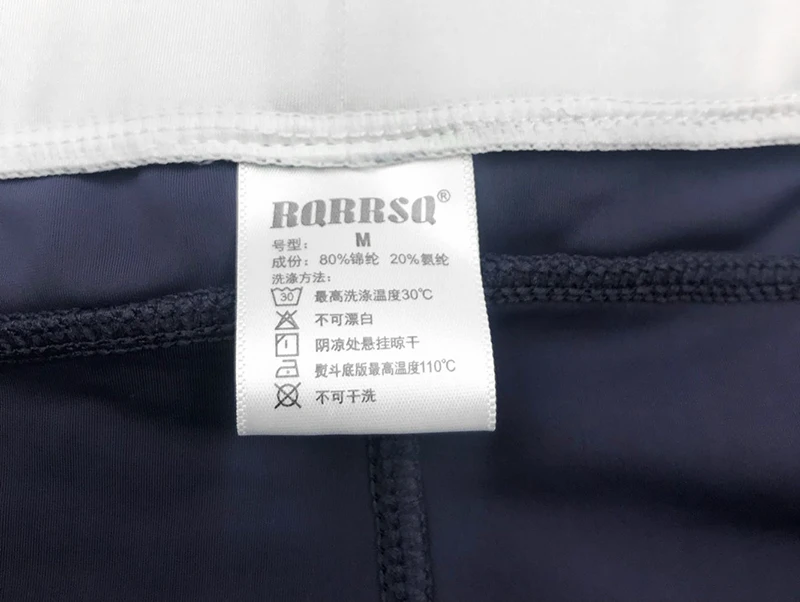 RQRRSQ®
号型： M
成份：80%锦纶 20%氨纶
洗涤方法：
30 最高洗涤温度30℃
不可漂白
阴凉处悬挂晾干
熨斗底版最高温度110℃
不可干洗